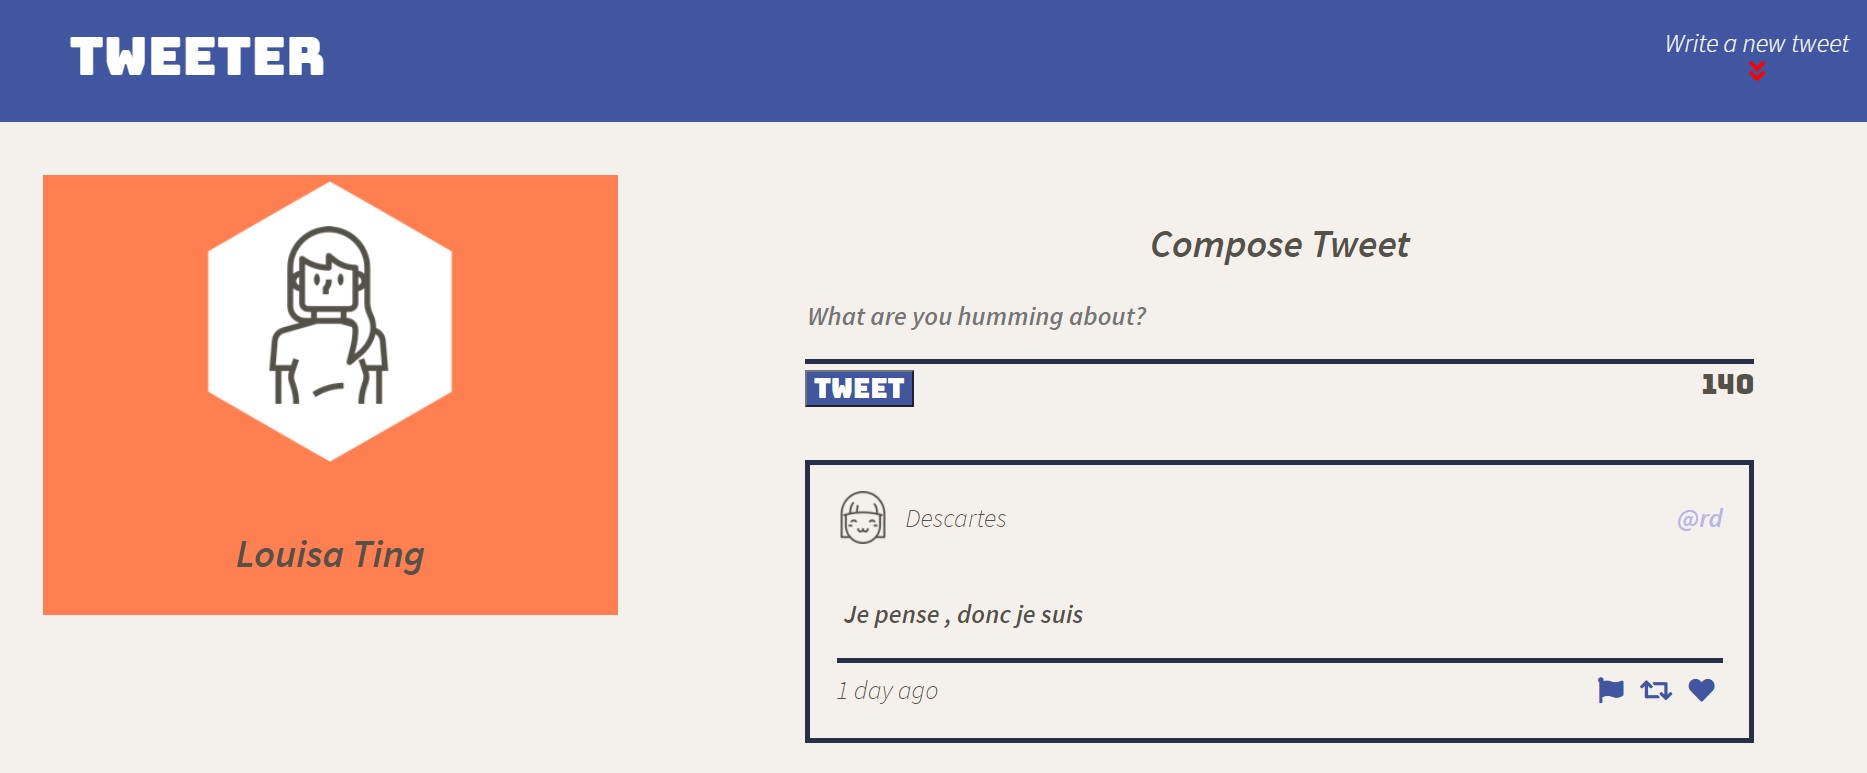 TWEETER
Write a new tweet
Louisa Ting
Compose Tweet
What are you humming about?
TWEET
140
Descartes
@rd
Je pense , donc je suis
1 day ago